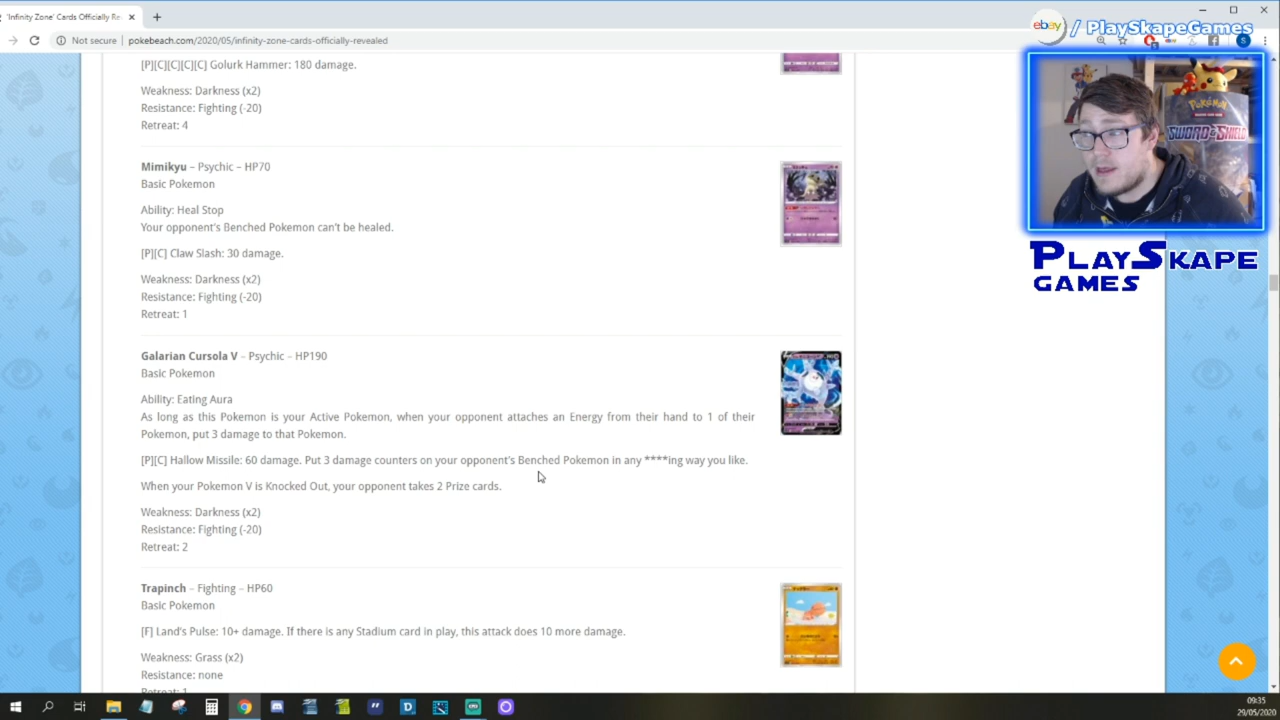 'Infinity Zone' Cards Officially Re
ebay / PlaySkapeGames
Not secure | pokebeach.com/2020/05/infinity-zone-cards-officially-revealed
[P][C][C][C][C] Golurk Hammer: 180 damage.
Weakness: Darkness (x2)
Resistance: Fighting (-20)
Retreat: 4
Mimikyu – Psychic – HP70
Basic Pokemon
Ability: Heal Stop
Your opponent's Benched Pokemon can't be healed.
[P][C] Claw Slash: 30 damage.
Weakness: Darkness (x2)
Resistance: Fighting (-20)
Retreat: 1
Galarian Cursola V – Psychic – HP190
Basic Pokemon
Ability: Eating Aura
As long as this Pokemon is your Active Pokemon, when your opponent attaches an Energy from their hand to 1 of their
Pokemon, put 3 damage to that Pokemon.
[P][C] Hallow Missile: 60 damage. Put 3 damage counters on your opponent's Benched Pokemon in any ****ing way you like.
When your Pokemon V is Knocked Out, your opponent takes 2 Prize cards.
Weakness: Darkness (x2)
Resistance: Fighting (-20)
Retreat: 2
Trapinch – Fighting – HP60
Basic Pokemon
[F] Land's Pulse: 10+ damage. If there is any Stadium card in play, this attack does 10 more damage.
Weakness: Grass (x2)
Resistance: none
Retreat: 1
POKéMON
SWORD & SHIELD
PLAYSKAPE
GAMES
09:35
29/05/2020